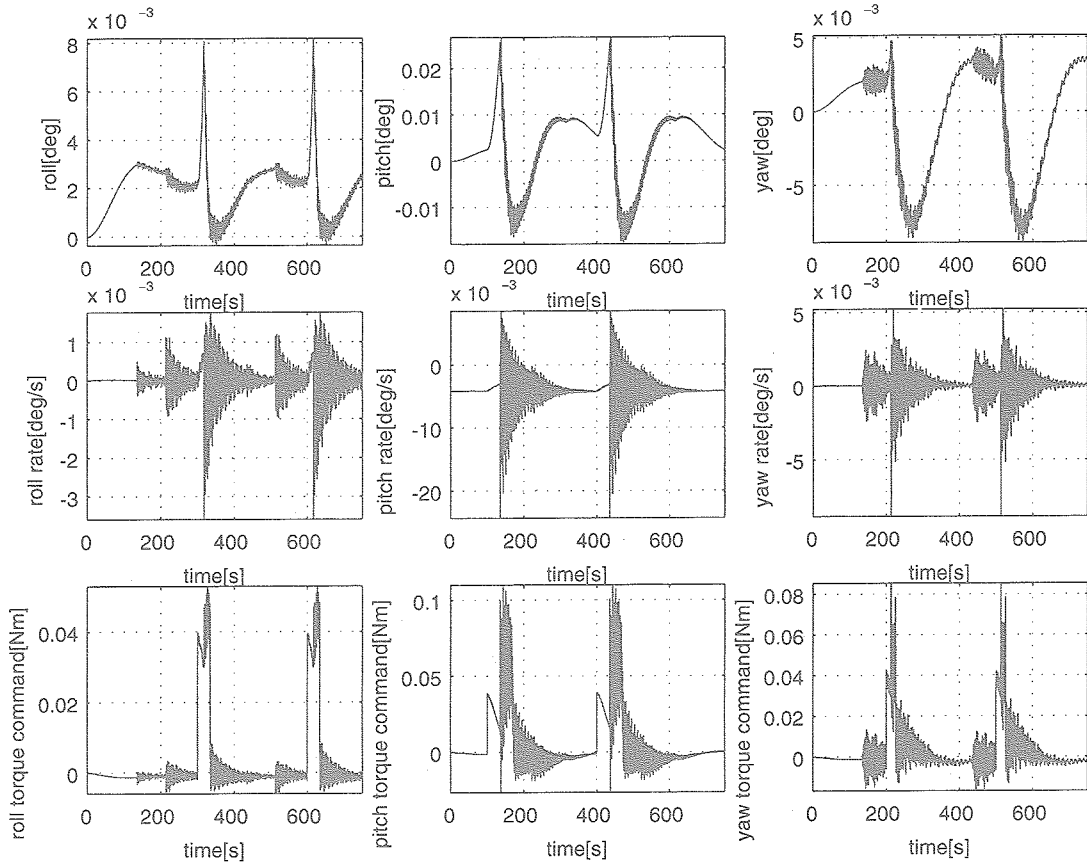 x 10 -3
8
6
4
2
0
roll[deg]
0 200 400 600
time[s]
0.02
0.01
0
-0.01
pitch[deg]
0 200 400 600
time[s]
x 10 -3
5
0
-5
yaw[deg]
0 200 400 600
time[s]
x 10 -3
1
0
-1
-2
-3
roll rate[deg/s]
0 200 400 600
time[s]
x 10 -3
0
-10
-20
pitch rate[deg/s]
0 200 400 600
time[s]
x 10 -3
5
0
-5
yaw rate[deg/s]
0 200 400 600
time[s]
0.04
0.02
0
roll torque command[Nm]
0 200 400 600
time[s]
0.1
0.05
0
pitch torque command[Nm]
0 200 400 600
time[s]
0.08
0.06
0.04
0.02
0
yaw torque command[Nm]
0 200 400 600
time[s]